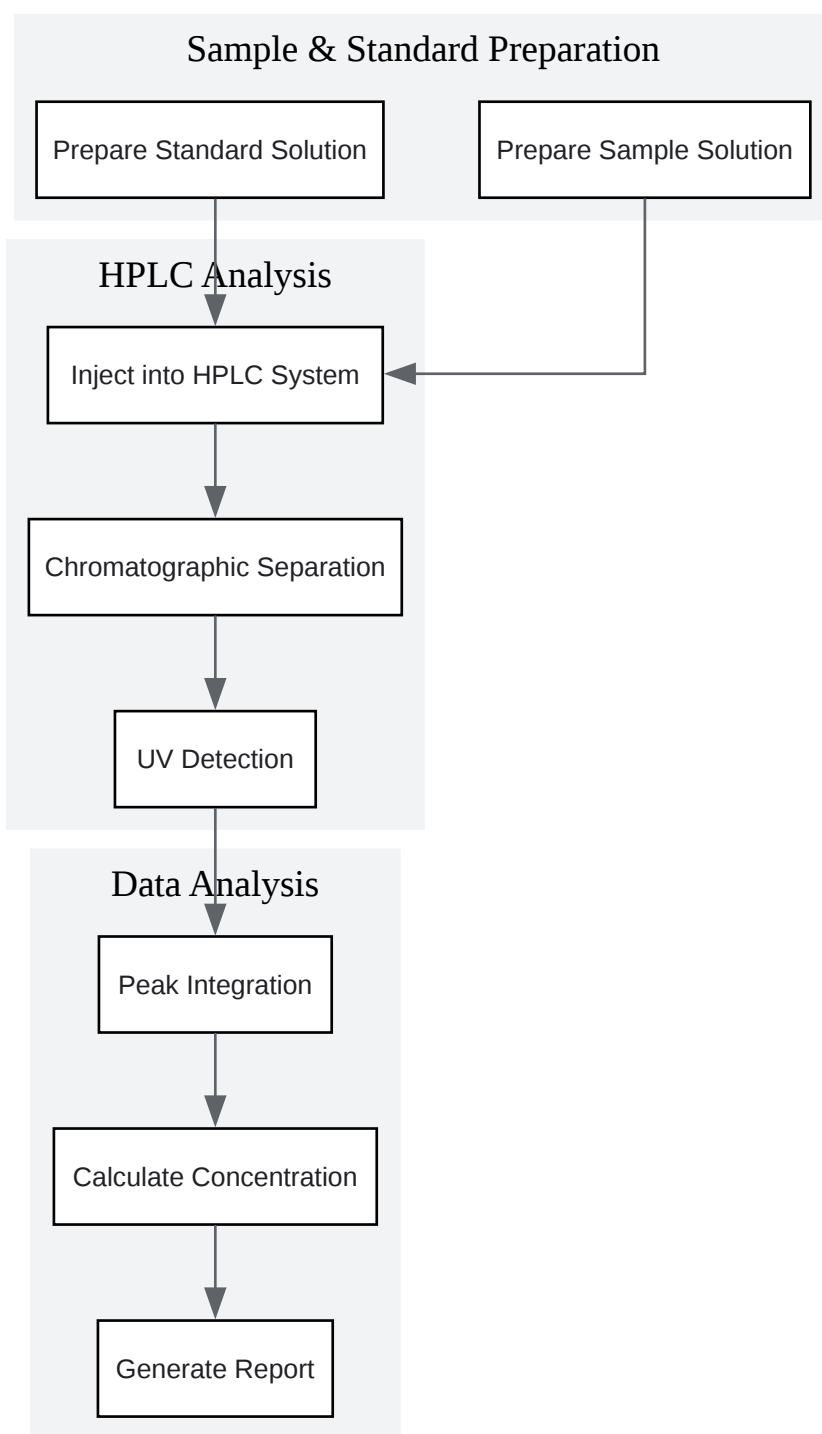 Sample & Standard Preparation
Prepare Standard Solution
Prepare Sample Solution
HPLC Analysis
Inject into HPLC System
Chromatographic Separation
UV Detection
Data Analysis
Peak Integration
Calculate Concentration
Generate Report